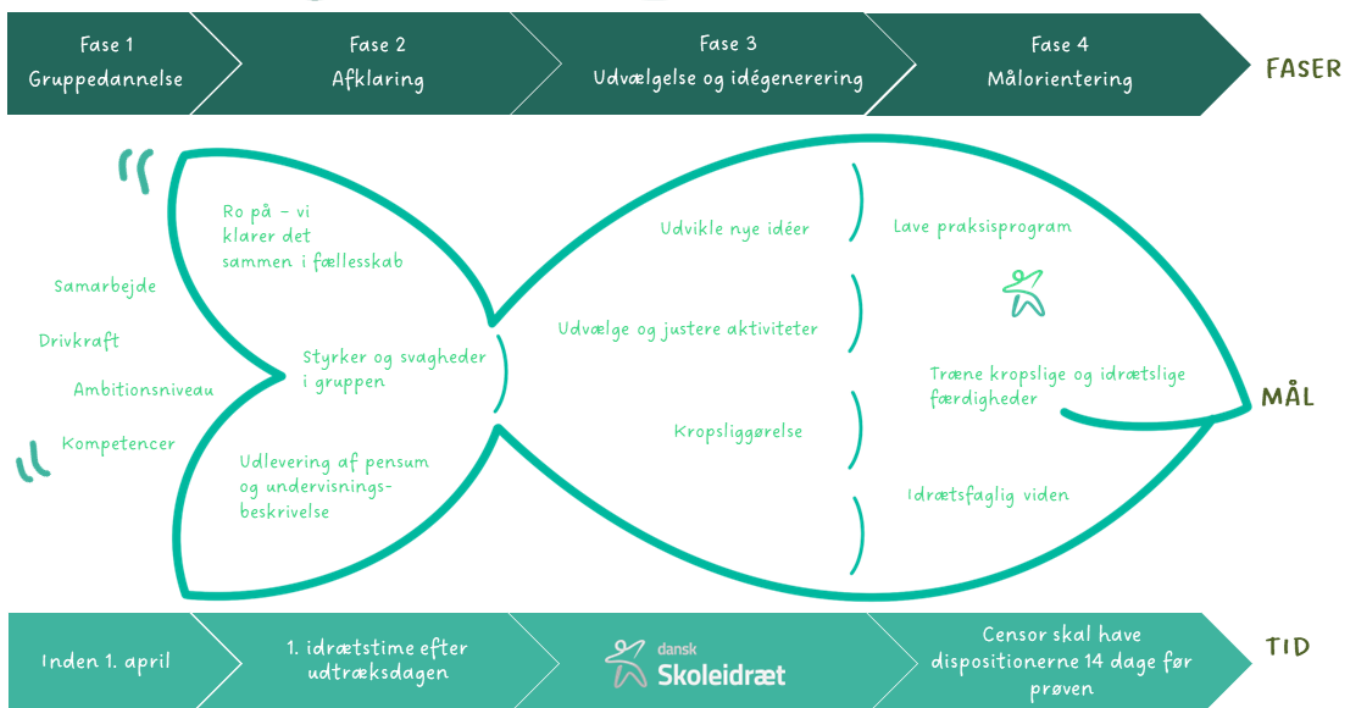 Fase 1
Gruppedannelse
Fase 2
Afklaring
Fase 3
Udvælgelse og idégenerering
Fase 4
Målorientering
FASER
Samarbejde
Drivkraft
Ambitionsniveau
Kompetencer
Ro på - vi
klarer det
sammen i fællesskab
Styrker og svagheder
i gruppen
Udlevering af pensum
og undervisnings-
beskrivelse
Udvikle nye idéer
Udvælge og justere aktiviteter
Kropsliggørelse
Lave praksisprogram
Træne kropslige og idrætslige
færdigheder
Idrætsfaglig viden
MÅL
Inden 1. april
1. idrætstime efter
udtræksdagen
dansk
Skoleidræt
Censor skal have
dispositionerne 14 dage før
prøven
TID